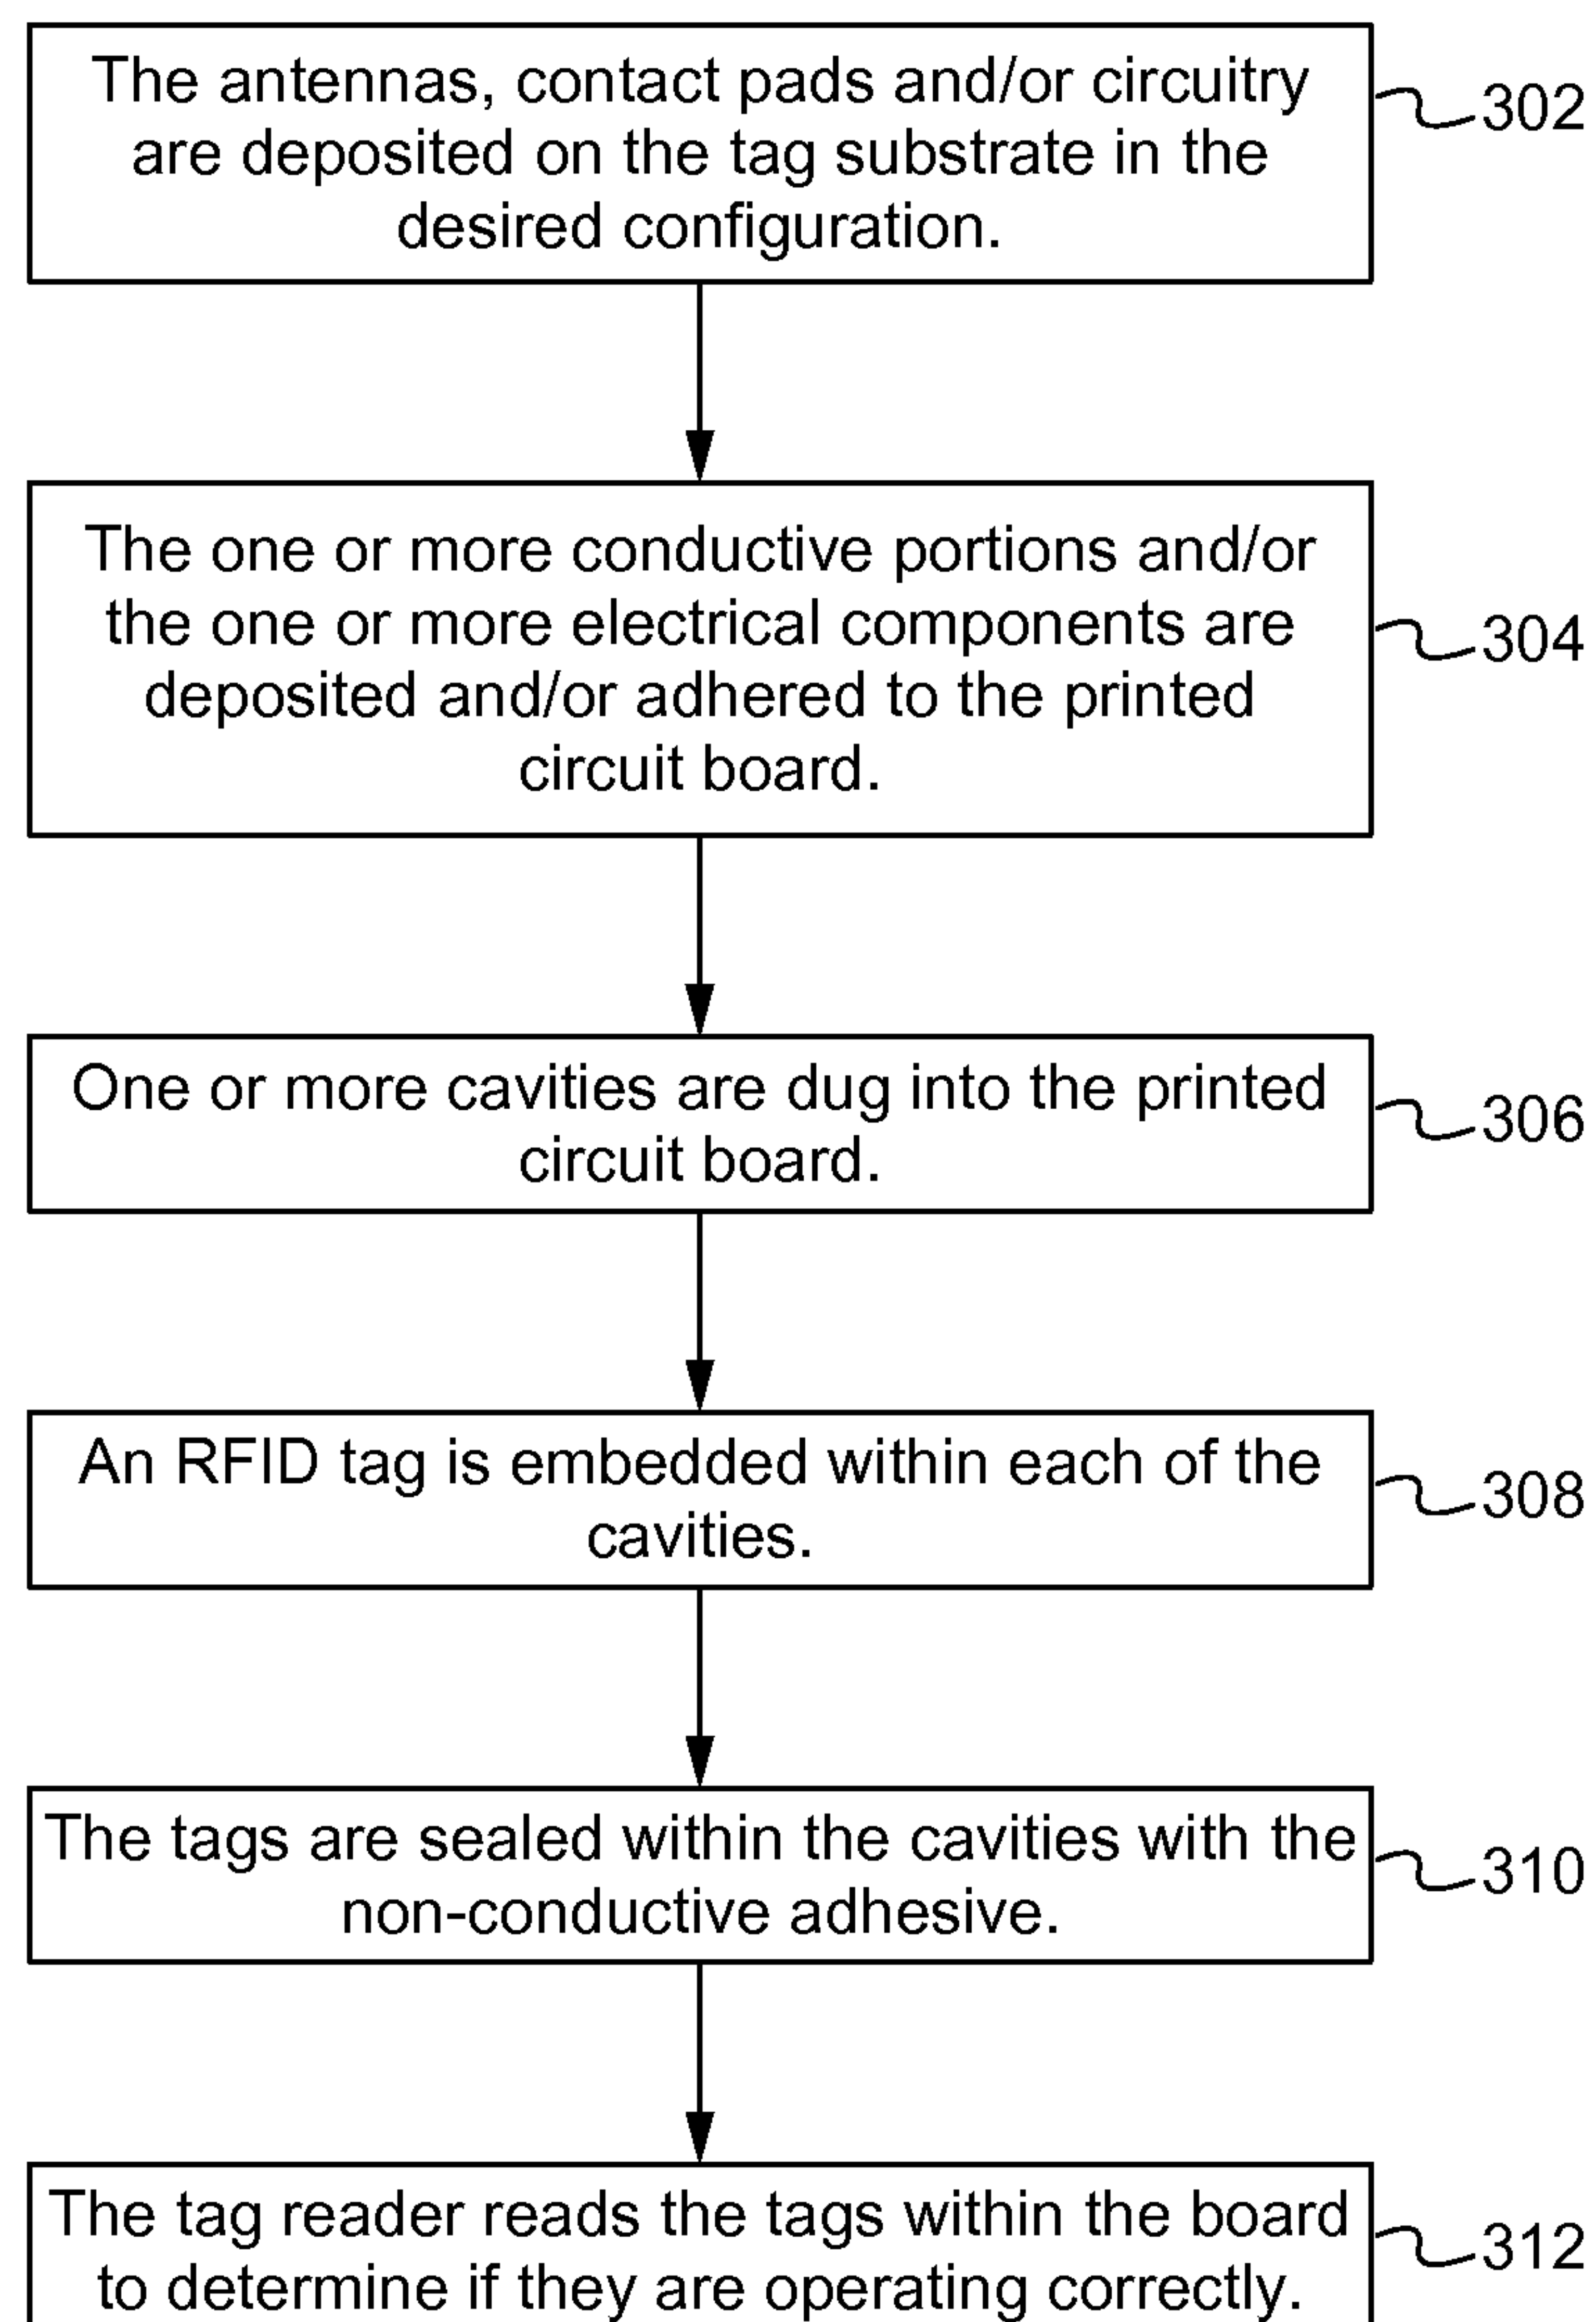 The antennas, contact pads and/or circuitry
are deposited on the tag substrate in the
desired configuration.
302
The one or more conductive portions and/or
the one or more electrical components are
deposited and/or adhered to the printed
circuit board.
304
One or more cavities are dug into the printed
circuit board.
306
An RFID tag is embedded within each of the
cavities.
308
The tags are sealed within the cavities with the
non-conductive adhesive.
310
The tag reader reads the tags within the board
to determine if they are operating correctly.
312